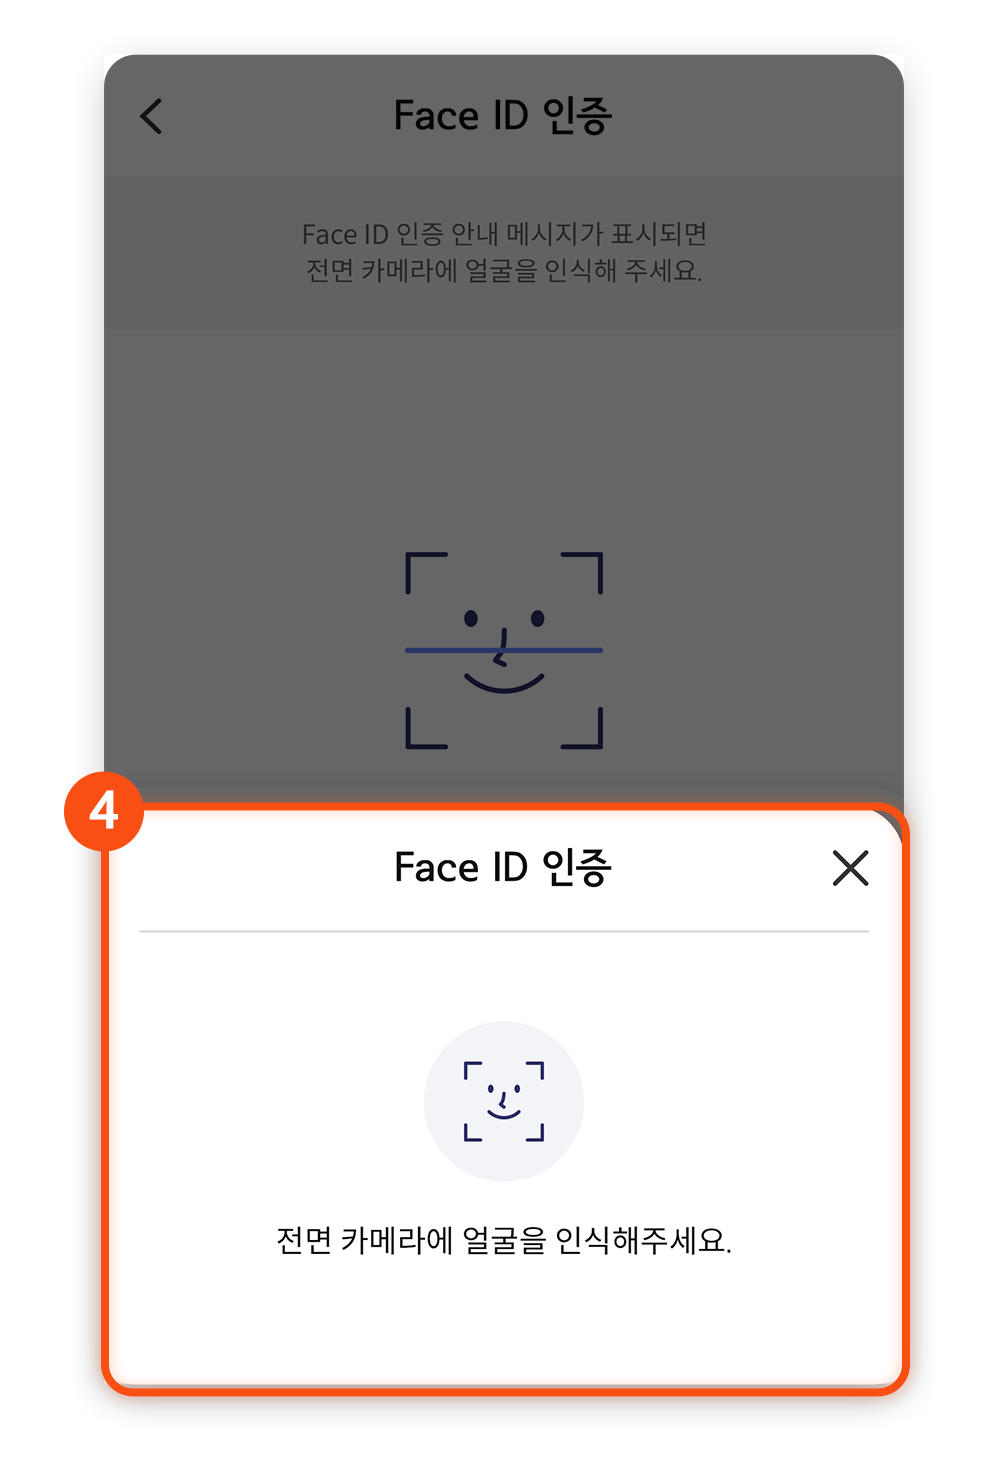 Face ID 인증
Face ID 인증 안내 메시지가 표시되면
전면 카메라에 얼굴을 인식해 주세요.
4
Face ID 인증
전면 카메라에 얼굴을 인식해주세요.